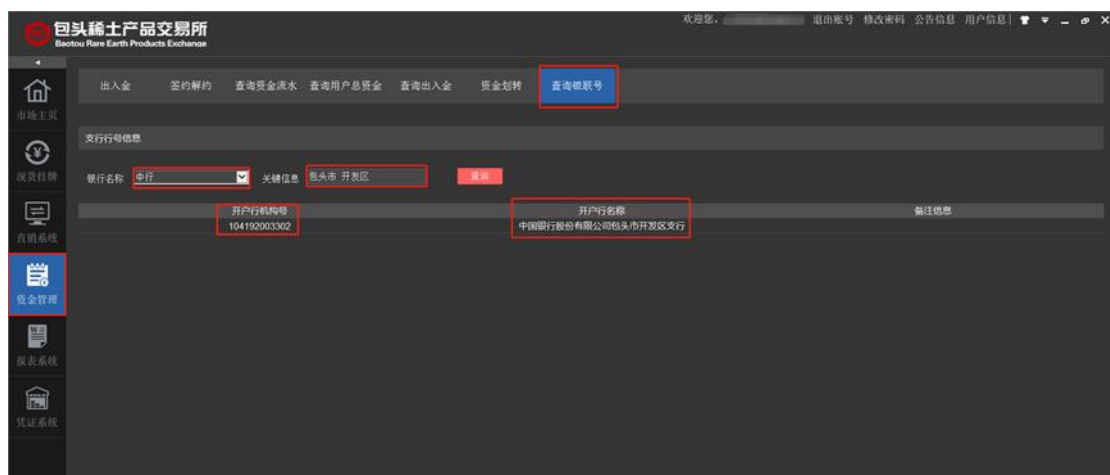 包头稀土产品交易所
Baotou Rare Earth Products Exchange
欢迎您, 退出账号 修改密码 公告信息 用户信息
出入金 签约解约 查询资金流水 查询用户总资金 查询出入金 资金划转 查询银联号
市场主页
支行行号信息
现货挂牌
银行名称 中行 关键信息 包头市 开发区 查询
开户行机构号 开户行名称 备注信息
104192003302 中国银行股份有限公司包头市开发区支行
直销系统
资金管理
报表系统
凭证系统